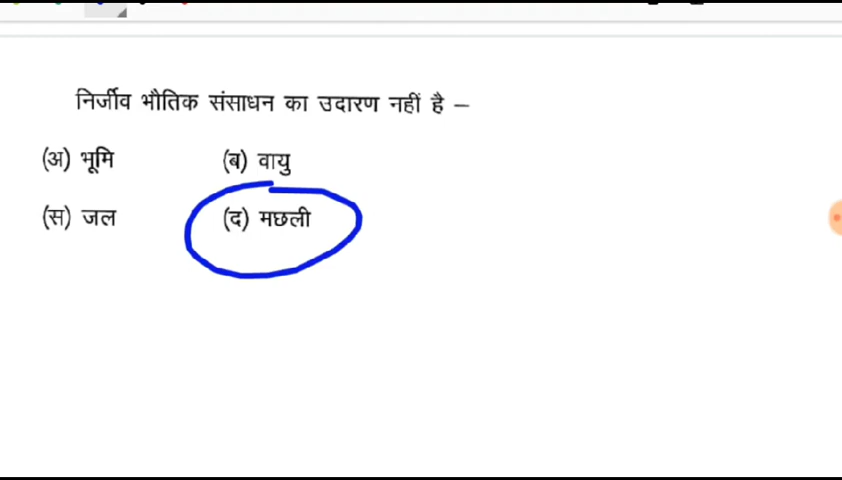 निर्जीव भौतिक संसाधन का उदारण नहीं है –
(अ) भूमि (ब) वायु
(स) जल (द) मछली